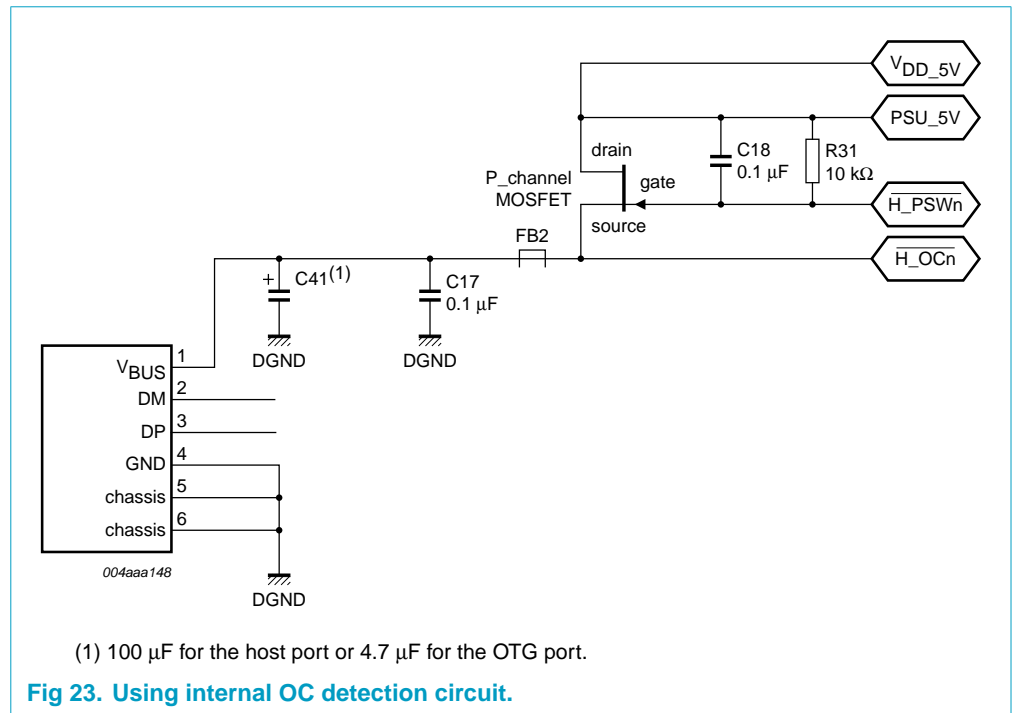 VDD_5V
PSU_5V
drain
C18
0.1 μF
R31
10 kΩ
P_channel
MOSFET
gate
H_PSWn
source
FB2
H_OCn
+
C41(1)
C17
0.1 μF
DGND
DGND
VBUS
1
DM
2
DP
3
GND
4
chassis
5
chassis
6
004aaa148
DGND
(1) 100 μF for the host port or 4.7 μF for the OTG port.
Fig 23. Using internal OC detection circuit.